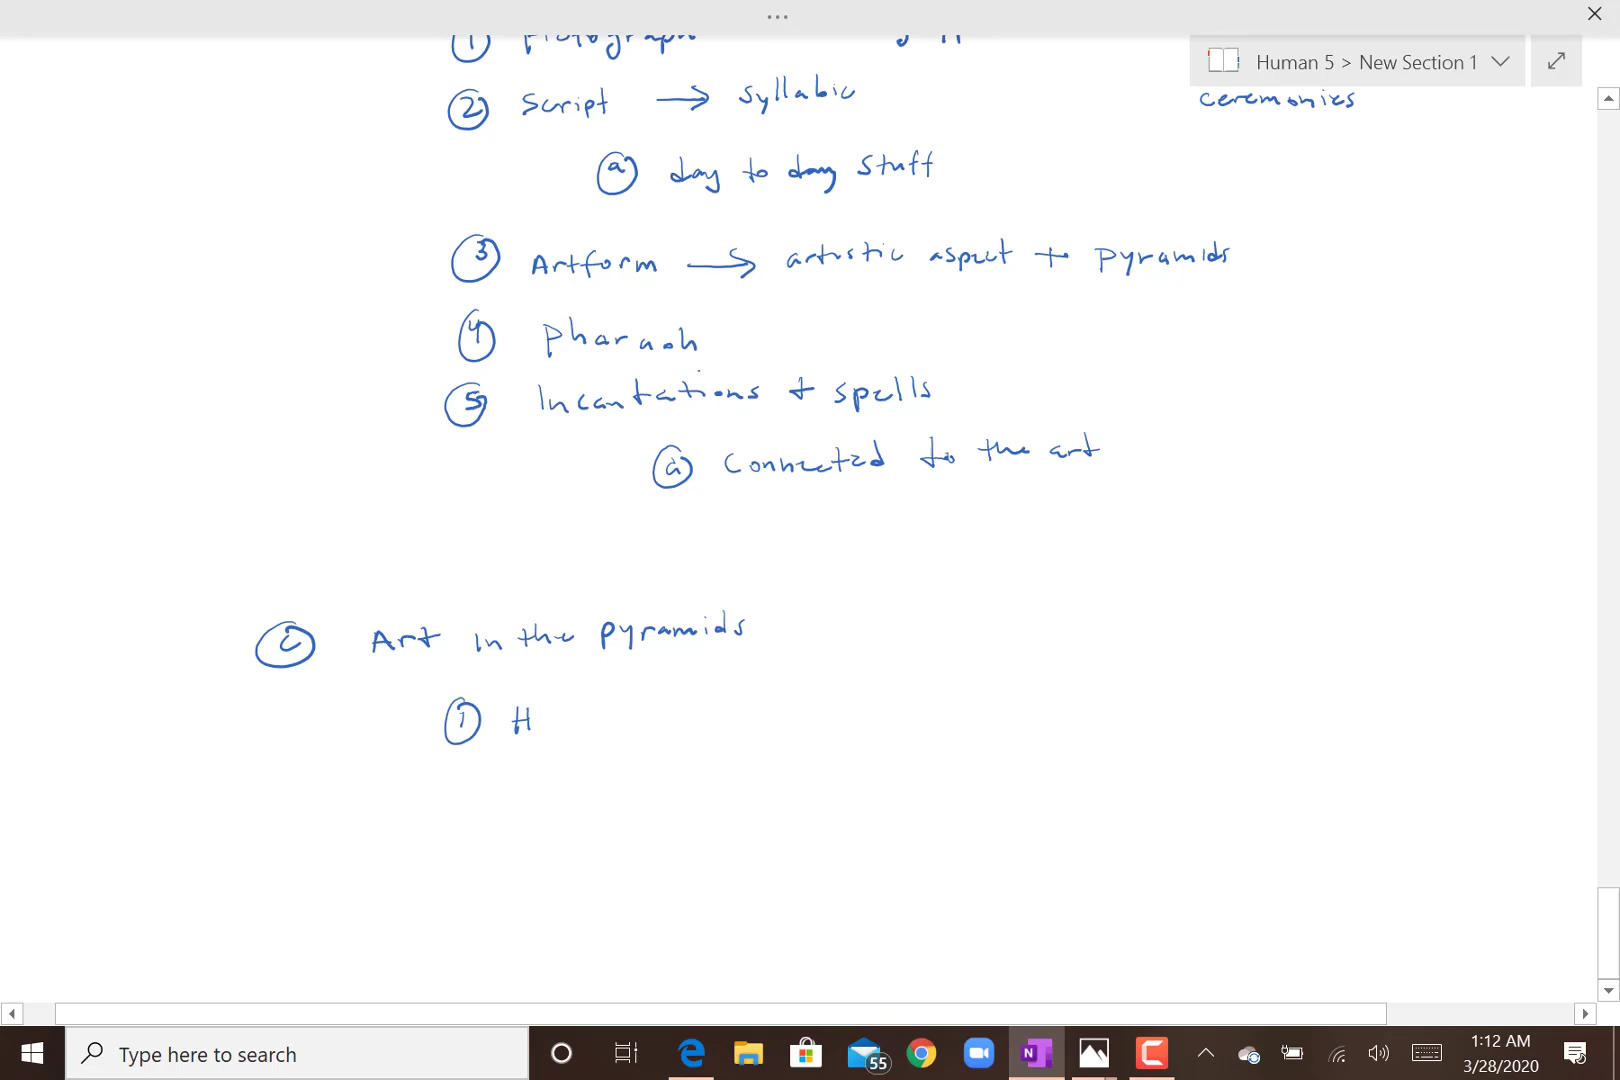 Human 5 > New Section 1
ceremonies
② Script → syllabic
ⓐ day to day stuff
③ Artform → artistic aspect + pyramids
④ Pharaoh
⑤ Incantations + spells
ⓐ connected to the art
Ⓒ Art in the pyramids
① H
Type here to search
55
1:12 AM
3/28/2020